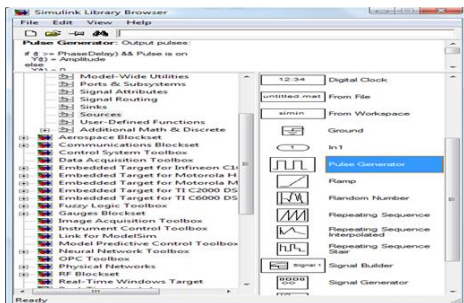 Simulink Library Browser
File Edit View Help
Pulse Generator: Output pulses:
if (t >= PhaseDelay) && Pulse is on
Y(t) = Amplitude
else
Y(t) = 0
Model-Wide Utilities
Ports & Subsystems
Signal Attributes
Signal Routing
Sinks
Sources
User-Defined Functions
Additional Math & Discrete
Aerospace Blockset
Communications Blockset
Control System Toolbox
Data Acquisition Toolbox
Embedded Target for Infineon C1
Embedded Target for Motorola H
Embedded Target for Motorola M
Embedded Target for TI C2000 DS
Embedded Target for TI C6000 DS
Fuzzy Logic Toolbox
Gauges Blockset
Image Acquisition Toolbox
Instrument Control Toolbox
Link for ModelSim
Model Predictive Control Toolbox
Neural Network Toolbox
OPC Toolbox
Physical Networks
RF Blockset
Real-Time Windows Target
12:34 Digital Clock
untitled.mat From File
simin From Workspace
Ground
1 In1
Pulse Generator
Ramp
Random Number
Repeating Sequence
Repeating Sequence
Interpolated
Repeating Sequence
Stair
Signal 1 Signal Builder
Signal Generator
Ready